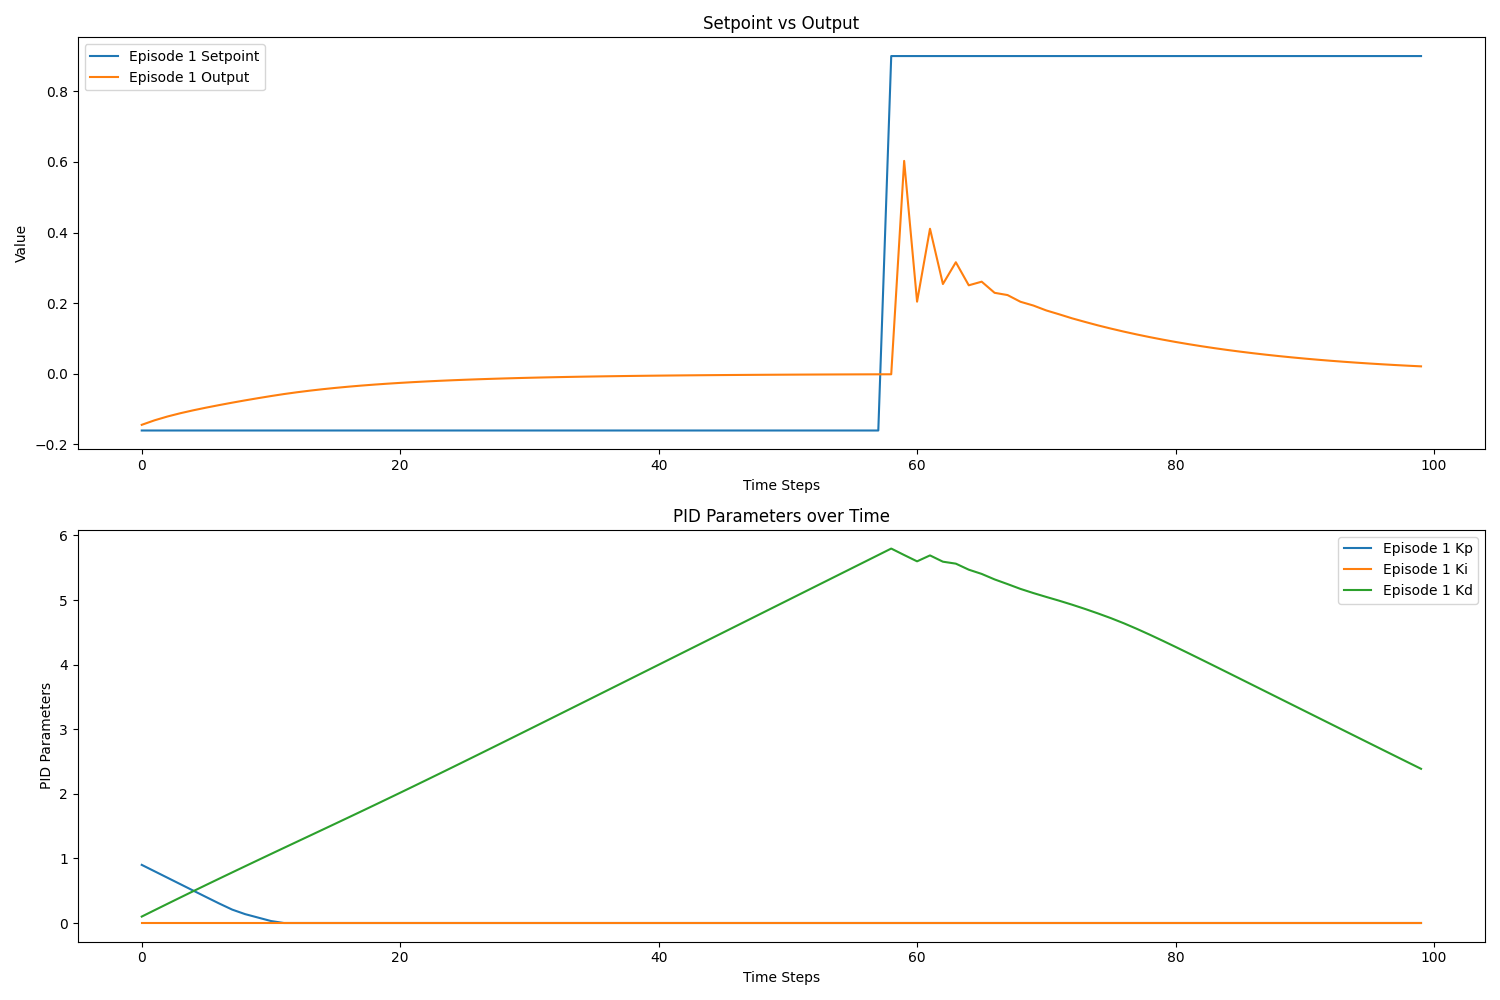 Setpoint vs Output
Episode 1 Setpoint
Episode 1 Output
Value
0.8
0.6
0.4
0.2
0.0
−0.2
0 20 40 60 80 100
Time Steps
PID Parameters over Time
Episode 1 Kp
Episode 1 Ki
Episode 1 Kd
PID Parameters
6
5
4
3
2
1
0
0 20 40 60 80 100
Time Steps